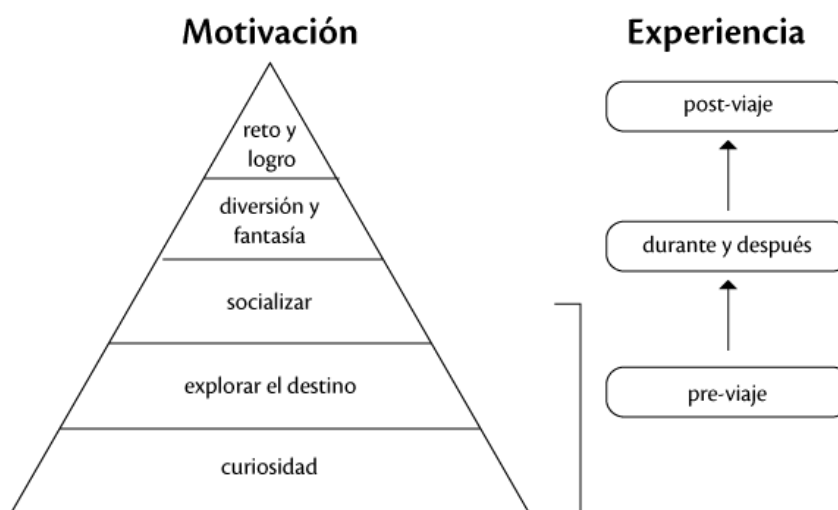 Motivación
reto y
logro
diversión y
fantasía
socializar
explorar el destino
curiosidad
Experiencia
post-viaje
durante y después
pre-viaje